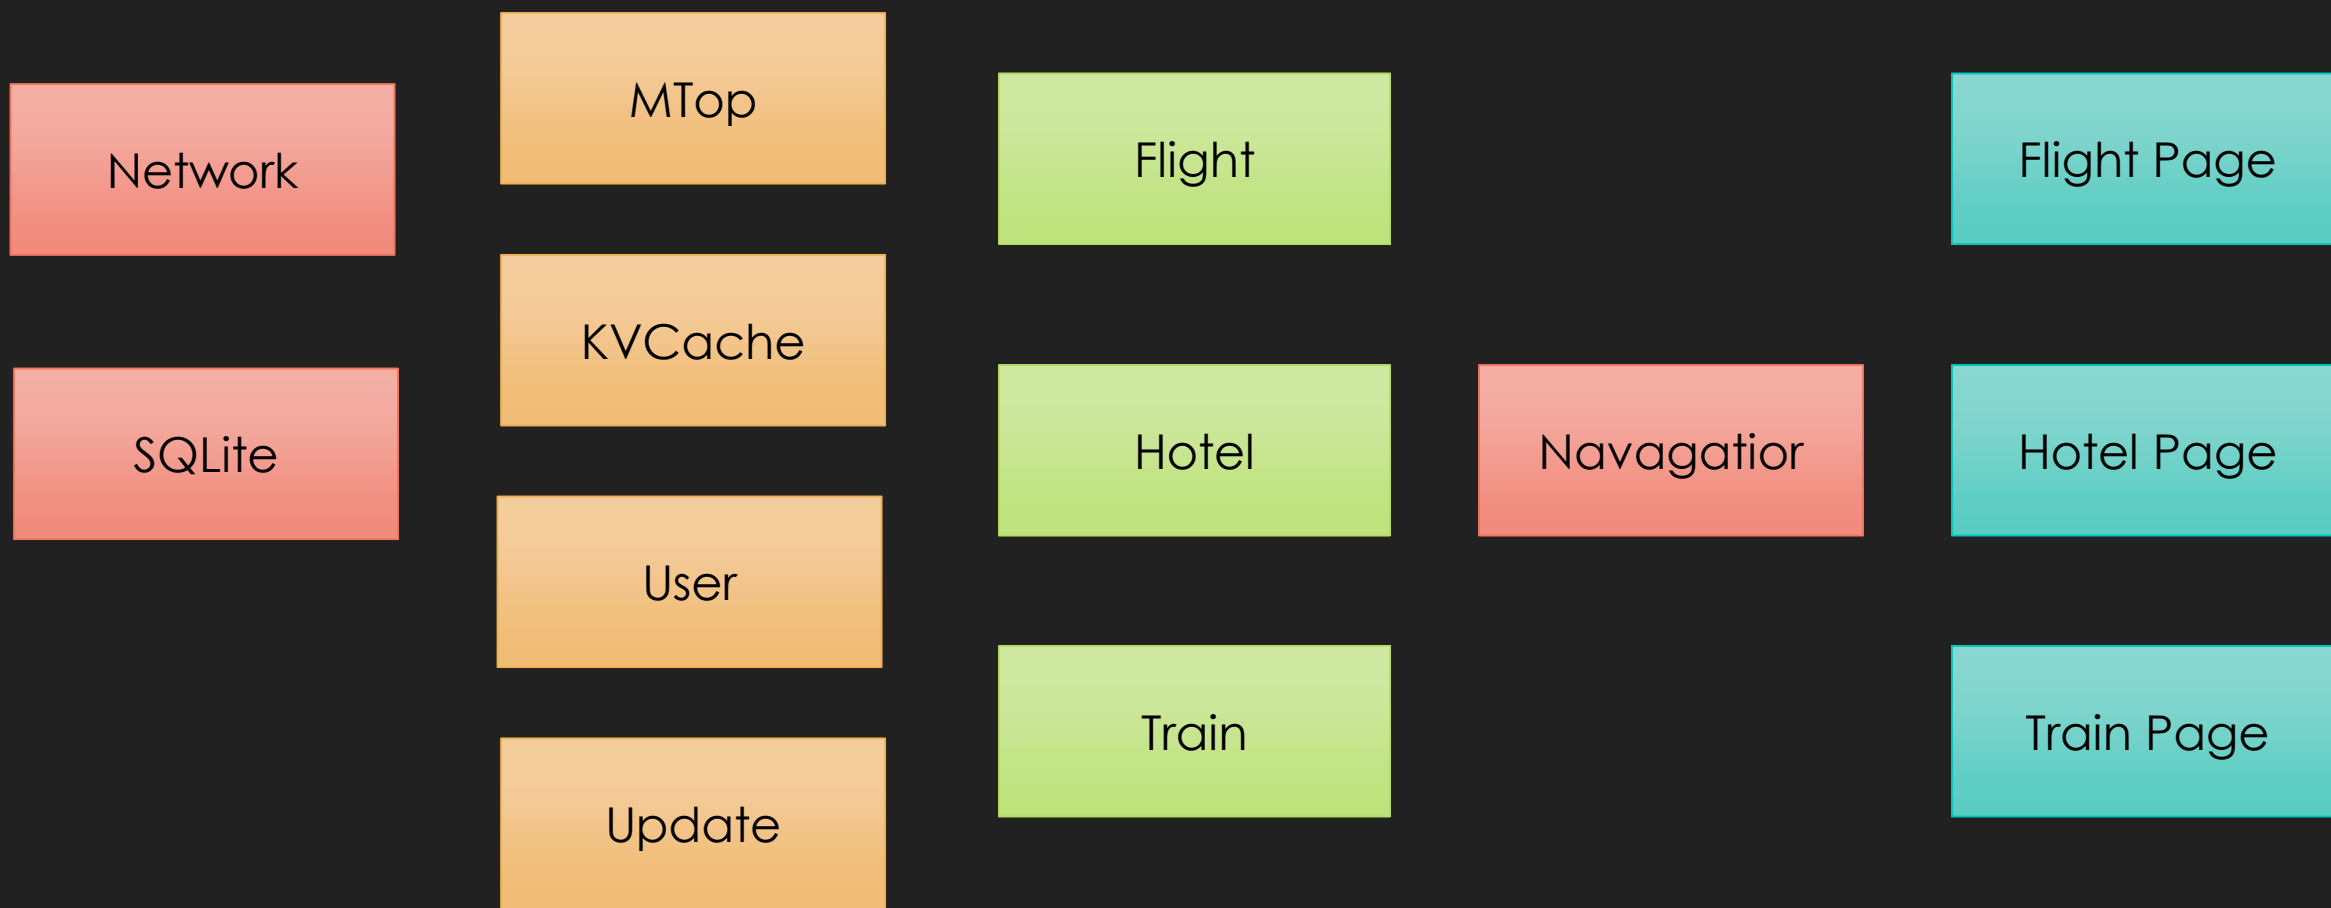 Network
SQLite
MTop
KVCache
User
Update
Flight
Hotel
Train
Navagatior
Flight Page
Hotel Page
Train Page